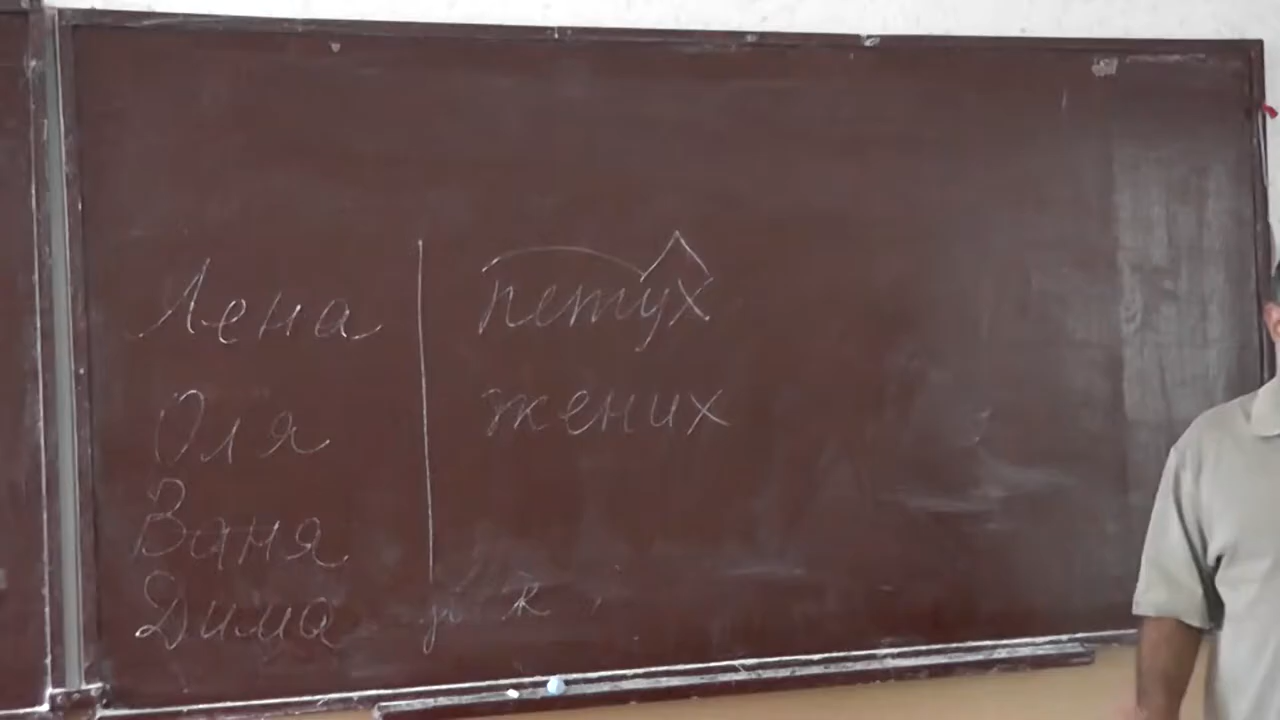 Лена
Оля
Ваня
Дима
петух
жених